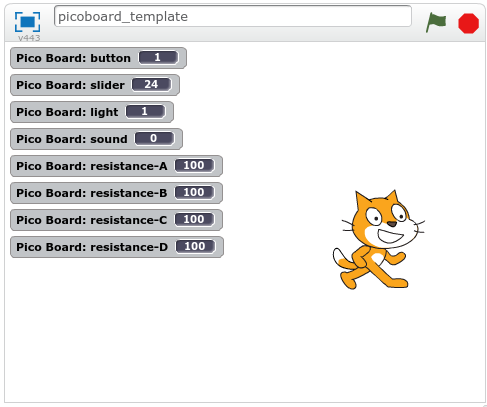 picoboard_template
v443
Pico Board: button 1
Pico Board: slider 24
Pico Board: light 1
Pico Board: sound 0
Pico Board: resistance-A 100
Pico Board: resistance-B 100
Pico Board: resistance-C 100
Pico Board: resistance-D 100